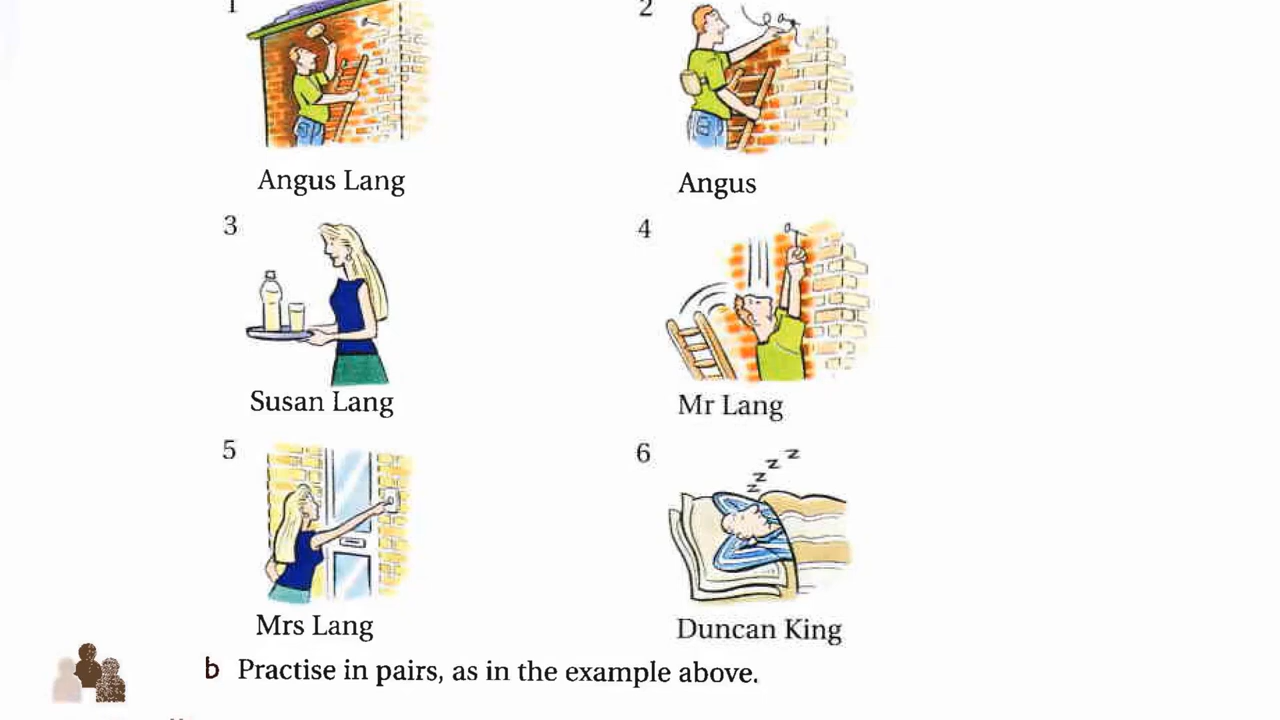 1
2
Angus Lang
Angus
3
4
Susan Lang
Mr Lang
5
6
z z z z
Mrs Lang
Duncan King
b Practise in pairs, as in the example above.